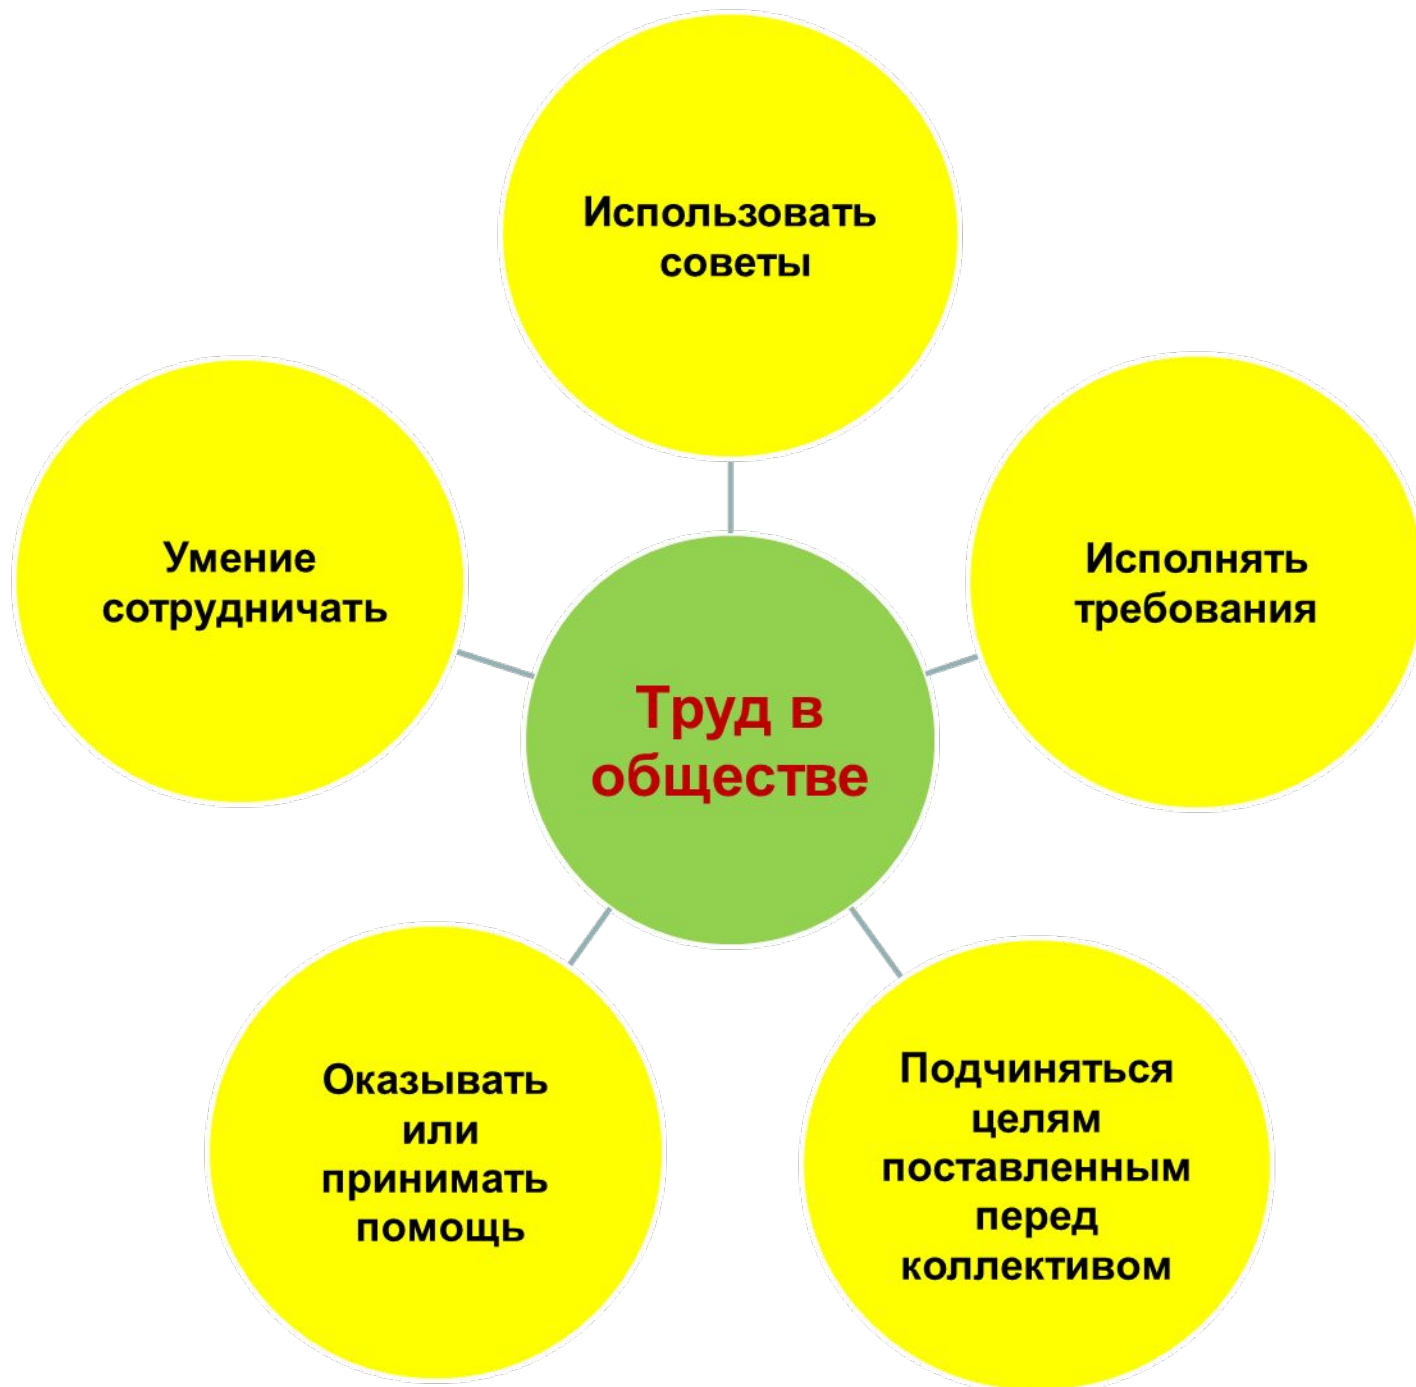 Использовать
советы
Умение
сотрудничать
Исполнять
требования
Труд в
обществе
Оказывать
или
принимать
помощь
Подчиняться
целям
поставленным
перед
коллективом